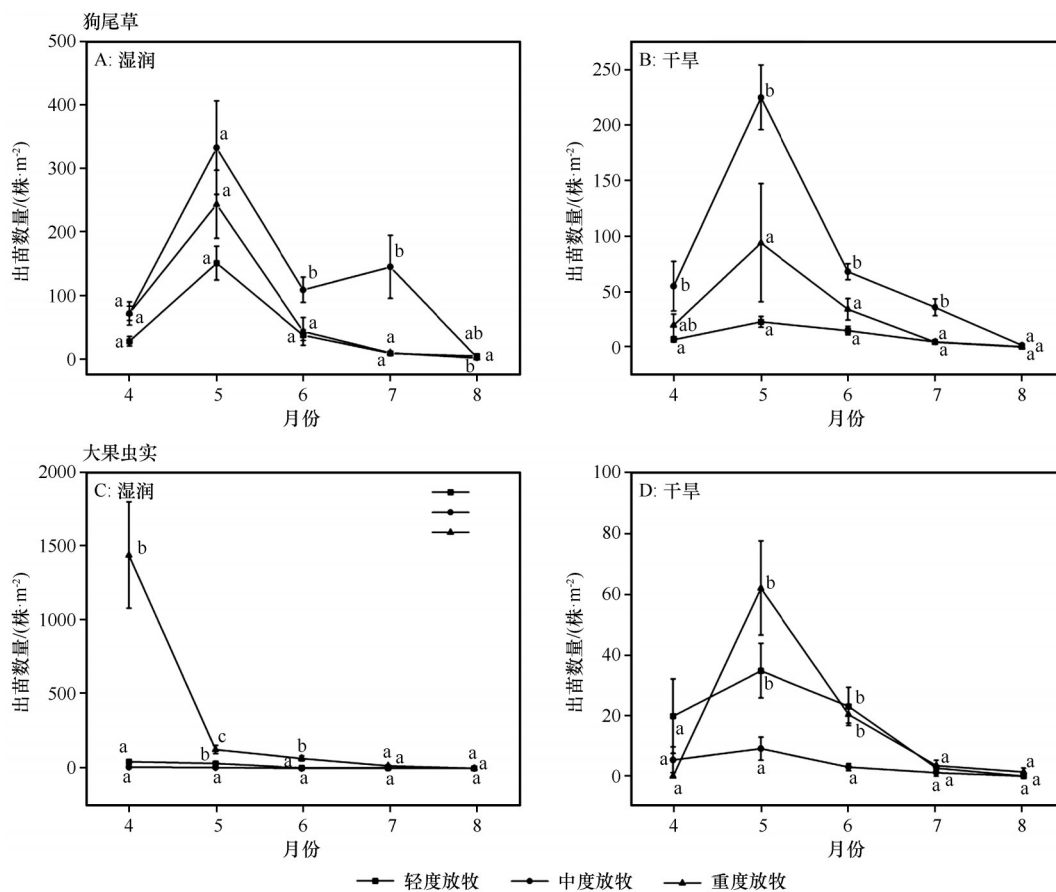 狗尾草
A: 湿润
500
400
300
200
100
0
出苗数量/(株·m⁻²)
a
a
a
a
a
b
a
a
b
a
a
ab
a
b
4
5
6
7
8
月份
B: 干旱
250
200
150
100
50
0
出苗数量/(株·m⁻²)
b
ab
a
b
a
a
b
a
a
b
a
a
a
a
4
5
6
7
8
月份
大果虫实
C: 湿润
2000
1500
1000
500
0
出苗数量/(株·m⁻²)
b
a
a
c
b
a
b
a
a
a
a
a
a
a
a
4
5
6
7
8
月份
D: 干旱
100
80
60
40
20
0
出苗数量/(株·m⁻²)
a
a
a
b
b
a
b
b
a
a
a
a
a
a
a
4
5
6
7
8
月份
轻度放牧
中度放牧
重度放牧